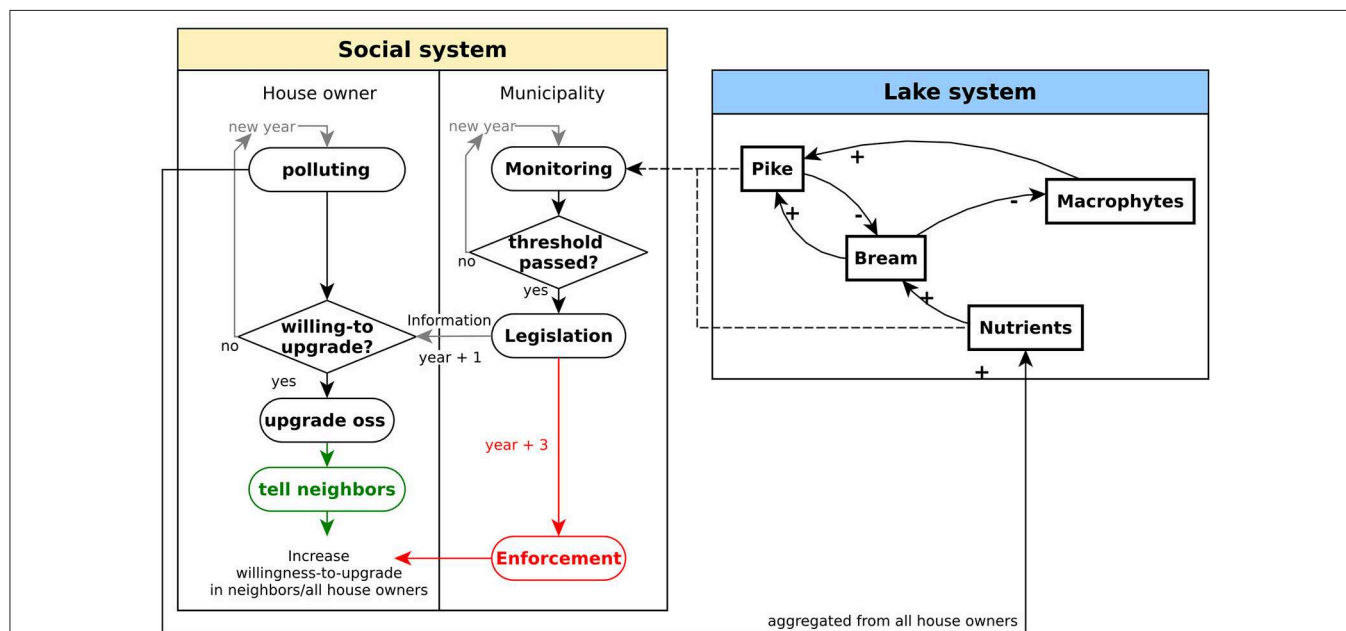 Social system
House owner
Municipality
new year
polluting
willing-to
upgrade?
no
yes
upgrade oss
tell neighbors
Increase
willingness-to-upgrade
in neighbors/all house owners
new year
Monitoring
threshold
passed?
no
yes
Legislation
Information
year + 1
year + 3
Enforcement
Lake system
Pike
+
Macrophytes
+
-
-
Bream
+
Nutrients
+
aggregated from all house owners